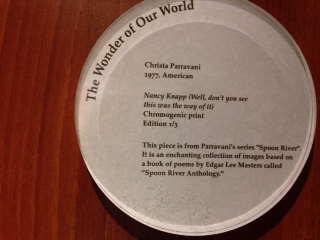 The Wonder of Our World
Christa Parravani
1977, American
Nancy Knapp (Well, don't you see
this was the way of it)
Chromogenic print
Edition 1/3
This piece is from Parravani's series "Spoon River".
It is an enchanting collection of images based on
a book of poems by Edgar Lee Masters called
"Spoon River Anthology."